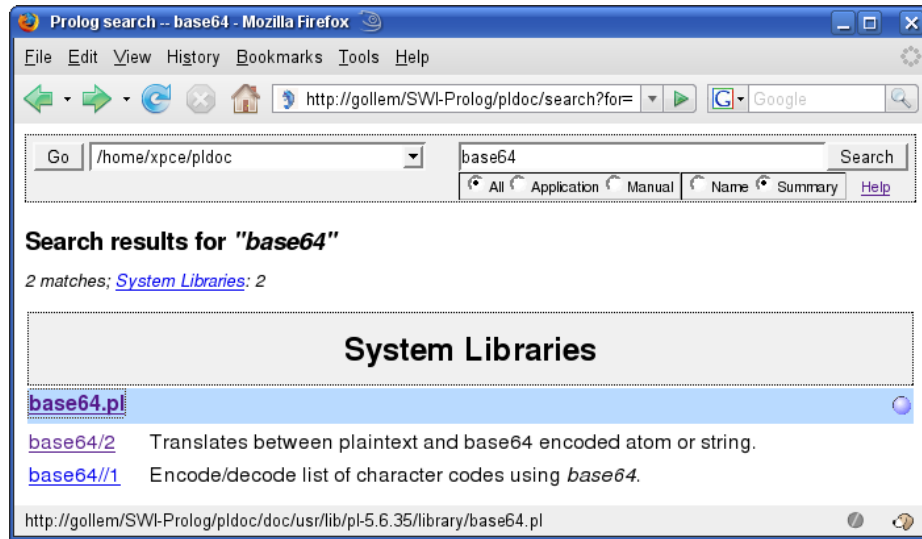 Prolog search -- base64 - Mozilla Firefox
File Edit View History Bookmarks Tools Help
http://gollem/SWI-Prolog/pldoc/search?for= G Google
Go /home/xpce/pldoc base64 Search
All Application Manual Name Summary Help
Search results for "base64"
2 matches; System Libraries: 2
System Libraries
base64.pl
base64/2 Translates between plaintext and base64 encoded atom or string.
base64//1 Encode/decode list of character codes using base64.
http://gollem/SWI-Prolog/pldoc/doc/usr/lib/pl-5.6.35/library/base64.pl